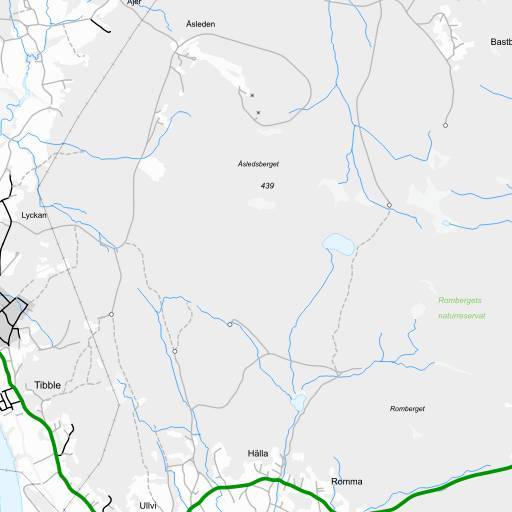 Ajer
Åsleden
Bastb
Åsledsberget
439
Lyckan
Rombergets
naturreservat
Tibble
Romberget
Hälla
Romma
Ullvi